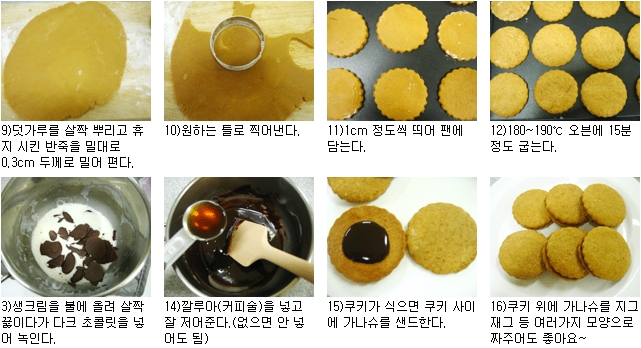 9)덧가루를 살짝 뿌리고 휴
지 시킨 반죽을 밀대로
0,3cm 두께로 밀어 편다.
10)원하는 틀로 찍어낸다.
11)1cm 정도씩 띄어 팬에
담는다.
12)180~190℃ 오븐에 15분
정도 굽는다.
3)생크림을 불에 올려 살짝
끓이다가 다크 초콜릿을 넣
어 녹인다.
14)깔루아(커피술)을 넣고
잘 저어준다.(없으면 안 넣
어도 됨)
15)쿠키가 식으면 쿠키 사이
에 가나슈를 샌드한다.
16)쿠키 위에 가나슈를 지그
재그 등 여러가지 모양으로
짜주어도 좋아요~